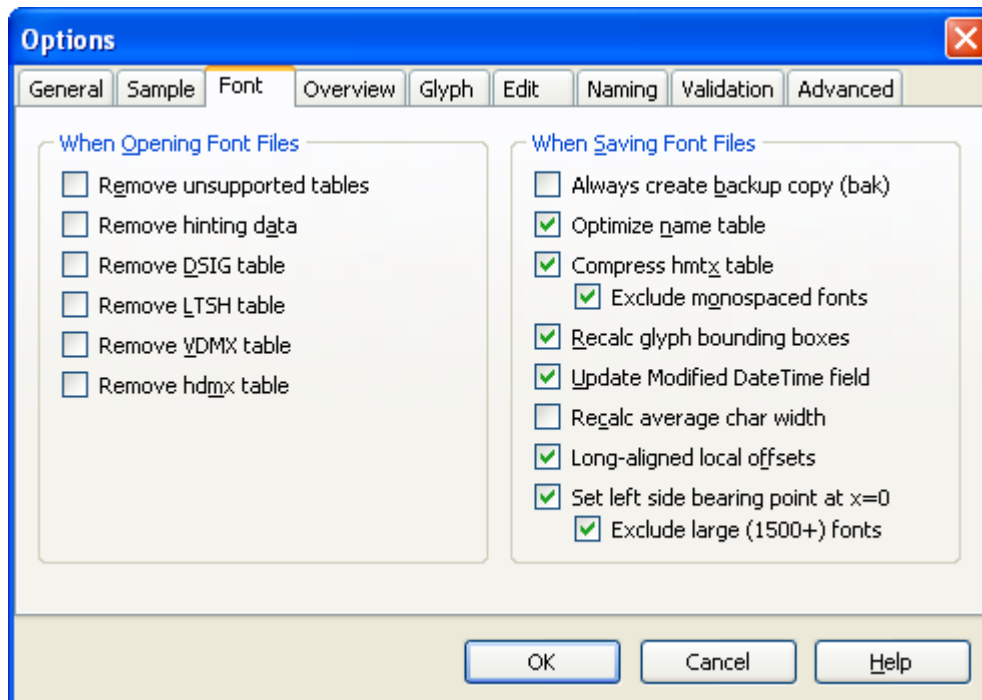 Options
General Sample Font Overview Glyph Edit Naming Validation Advanced
When Opening Font Files
Remove unsupported tables
Remove hinting data
Remove DSIG table
Remove LTSH table
Remove VDMX table
Remove hdmx table
When Saving Font Files
Always create backup copy (bak)
Optimize name table
Compress hmtx table
Exclude monospaced fonts
Recalc glyph bounding boxes
Update Modified DateTime field
Recalc average char width
Long-aligned local offsets
Set left side bearing point at x=0
Exclude large (1500+) fonts
OK Cancel Help